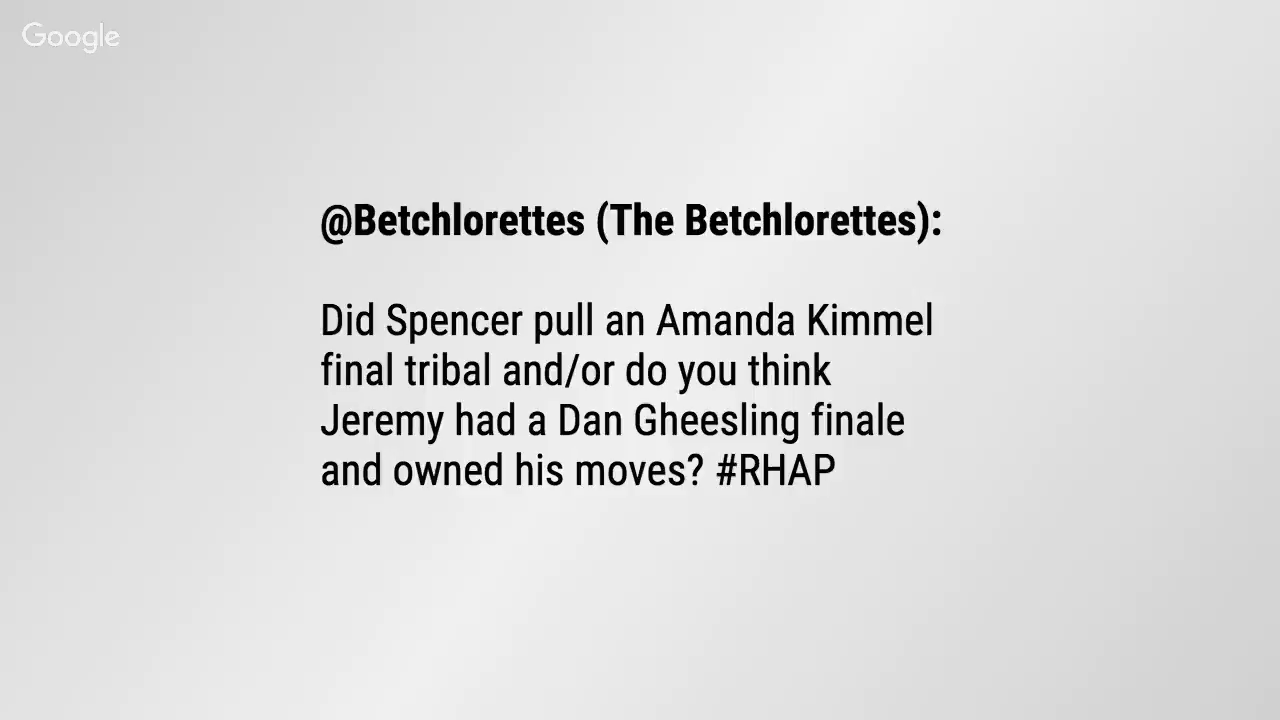 Google
@Betchlorettes (The Betchlorettes):
Did Spencer pull an Amanda Kimmel
final tribal and/or do you think
Jeremy had a Dan Gheesling finale
and owned his moves? #RHAP